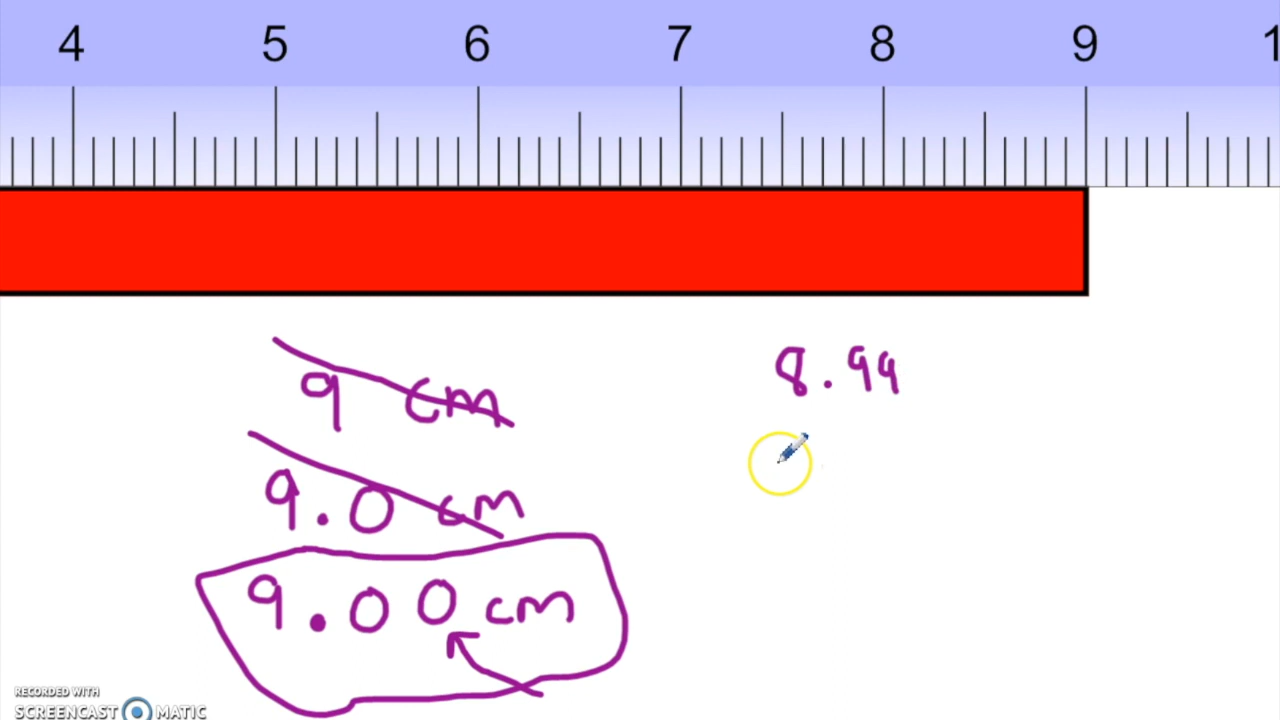 4 5 6 7 8 9 1
9 cm
8.99
9.0 cm
9.00 cm
RECORDED WITH
SCREENCAST MATIC